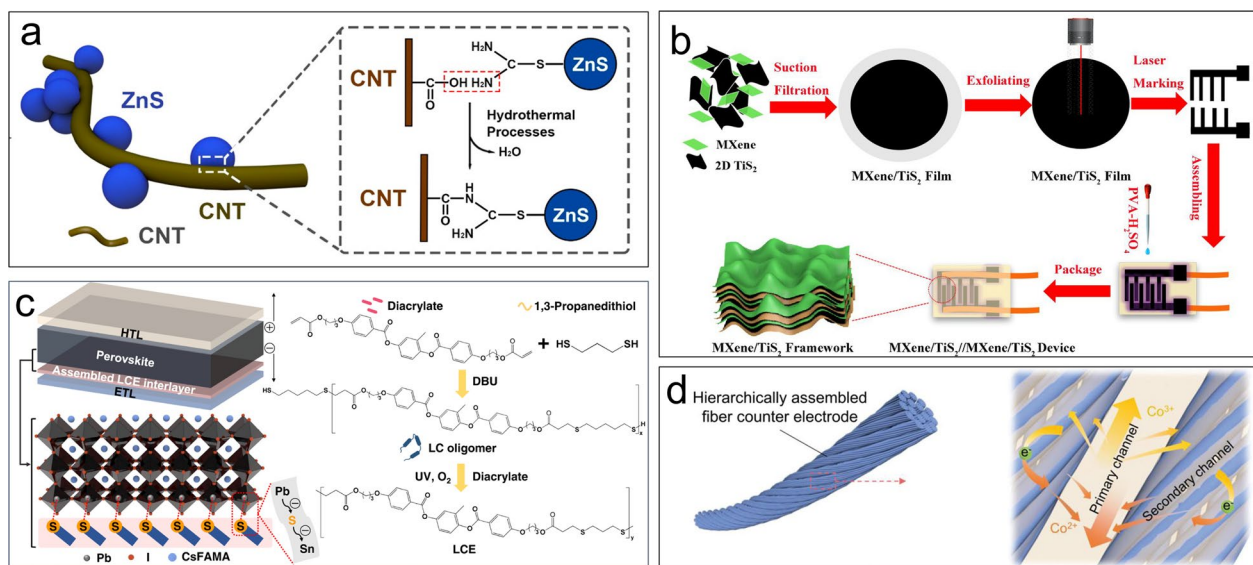 a
ZnS
CNT
CNT
CNT
H₂N
OH H₂N
S
ZnS
C
O
Hydrothermal
Processes
H₂O
CNT
H
C
N
O
H₂N
S
ZnS
b
Suction
Filtration
MXene
2D TiS₂
MXene/TiS₂ Film
Exfoliating
MXene/TiS₂ Film
Laser
Marking
Assembling
PVA-H₂SO₄
Package
MXene/TiS₂ Framework
MXene/TiS₂//MXene/TiS₂ Device
c
HTL
Perovskite
Assembled LCE interlayer
ETL
+
−
Diacrylate
1,3-Propanedithiol
+
HS SH
DBU
HS
LC oligomer
UV, O₂ Diacrylate
LCE
S S S S S S S
Pb
S
Sn
Pb I CsFAMA
d
Hierarchically assembled
fiber counter electrode
Co³⁺
e⁻
Primary channel
Secondary channel
Co²⁺
e⁻